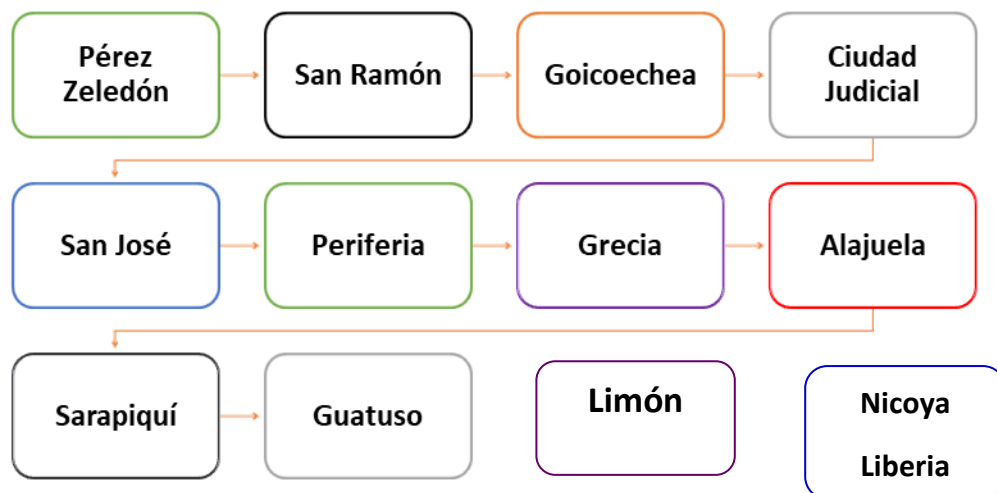 Pérez
Zeledón
San Ramón
Goicoechea
Ciudad
Judicial
San José
Periferia
Grecia
Alajuela
Sarapiquí
Guatuso
Limón
Nicoya
Liberia